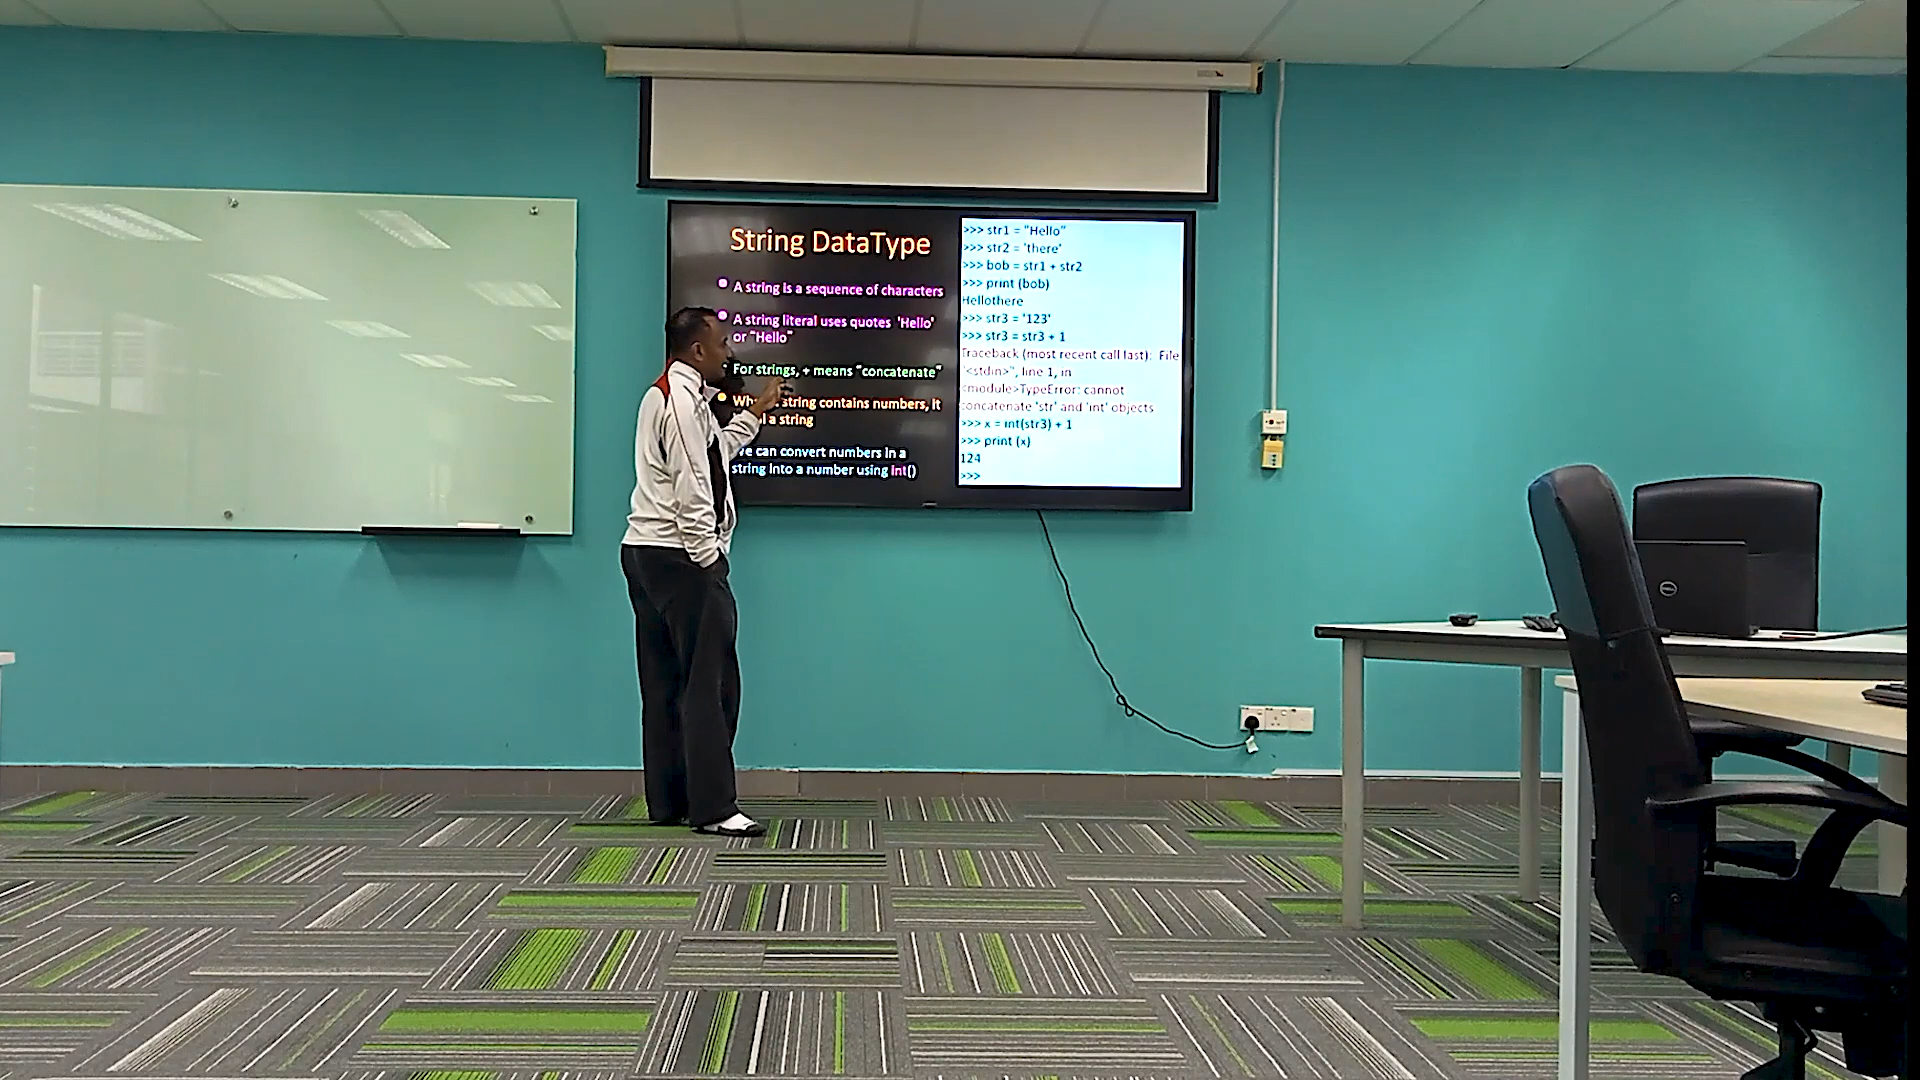 String DataType
A string is a sequence of characters
A string literal uses quotes 'Hello'
or "Hello"
For strings, + means "concatenate"
string contains numbers, it
a string
can convert numbers in a
string into a number using int()
>>> str1 = "Hello"
>>> str2 = 'there'
>>> bob = str1 + str2
>>> print (bob)
Hellothere
>>> str3 = '123'
>>> str3 = str3 + 1
Traceback (most recent call last): File
"<stdin>", line 1, in
<module>TypeError: cannot
concatenate 'str' and 'int' objects
>>> x = int(str3) + 1
>>> print (x)
124
>>>
DELL